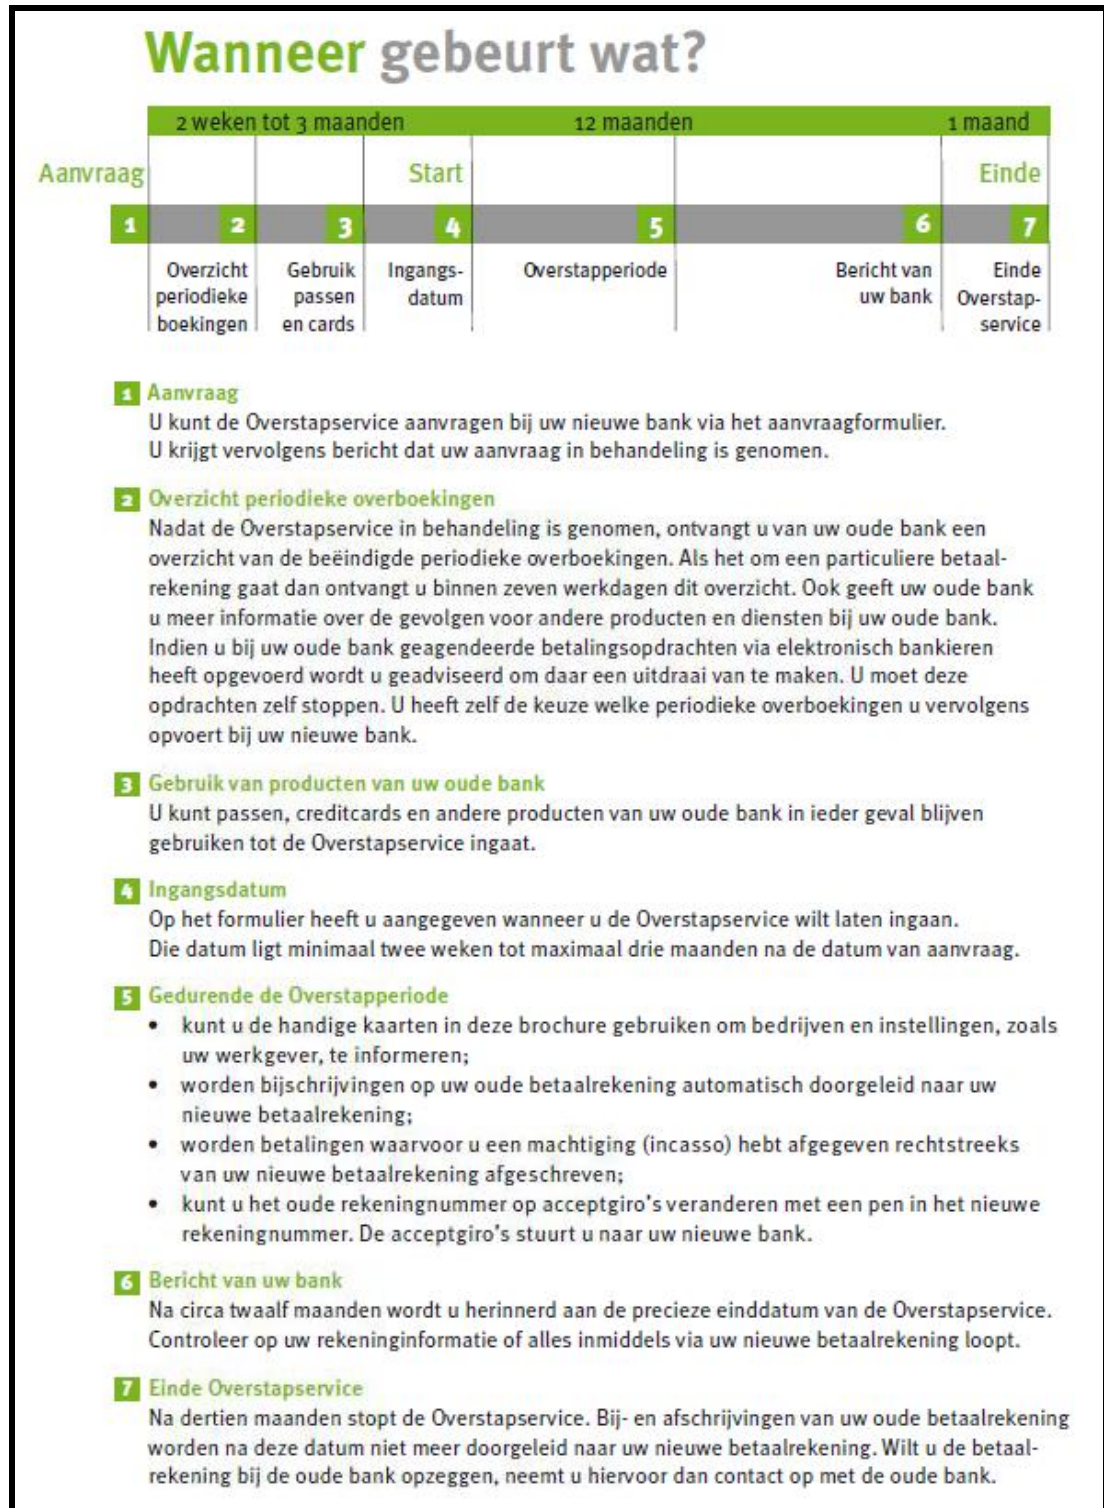 Wanneer gebeurt wat?
2 weken tot 3 maanden 12 maanden 1 maand
Aanvraag Start Einde
1 2 3 4 5 6 7
Overzicht Gebruik Ingangs- Overstapperiode Bericht van Einde
periodieke passen datum uw bank Overstap-
boekingen en cards service
1 Aanvraag
U kunt de Overstapservice aanvragen bij uw nieuwe bank via het aanvraagformulier.
U krijgt vervolgens bericht dat uw aanvraag in behandeling is genomen.
2 Overzicht periodieke overboekingen
Nadat de Overstapservice in behandeling is genomen, ontvangt u van uw oude bank een
overzicht van de beëindigde periodieke overboekingen. Als het om een particuliere betaal-
rekening gaat dan ontvangt u binnen zeven werkdagen dit overzicht. Ook geeft uw oude bank
u meer informatie over de gevolgen voor andere producten en diensten bij uw oude bank.
Indien u bij uw oude bank geagendeerde betalingsopdrachten via elektronisch bankieren
heeft opgevoerd wordt u geadviseerd om daar een uitdraai van te maken. U moet deze
opdrachten zelf stoppen. U heeft zelf de keuze welke periodieke overboekingen u vervolgens
opvoert bij uw nieuwe bank.
3 Gebruik van producten van uw oude bank
U kunt passen, creditcards en andere producten van uw oude bank in ieder geval blijven
gebruiken tot de Overstapservice ingaat.
4 Ingangsdatum
Op het formulier heeft u aangegeven wanneer u de Overstapservice wilt laten ingaan.
Die datum ligt minimaal twee weken tot maximaal drie maanden na de datum van aanvraag.
5 Gedurende de Overstapperiode
• kunt u de handige kaarten in deze brochure gebruiken om bedrijven en instellingen, zoals
uw werkgever, te informeren;
• worden bijschrijvingen op uw oude betaalrekening automatisch doorgeleid naar uw
nieuwe betaalrekening;
• worden betalingen waarvoor u een machtiging (incasso) hebt afgegeven rechtstreeks
van uw nieuwe betaalrekening afgeschreven;
• kunt u het oude rekeningnummer op acceptgiro's veranderen met een pen in het nieuwe
rekeningnummer. De acceptgiro's stuurt u naar uw nieuwe bank.
6 Bericht van uw bank
Na circa twaalf maanden wordt u herinnerd aan de precieze einddatum van de Overstapservice.
Controleer op uw rekeninginformatie of alles inmiddels via uw nieuwe betaalrekening loopt.
7 Einde Overstapservice
Na dertien maanden stopt de Overstapservice. Bij- en afschrijvingen van uw oude betaalrekening
worden na deze datum niet meer doorgeleid naar uw nieuwe betaalrekening. Wilt u de betaal-
rekening bij de oude bank opzeggen, neemt u hiervoor dan contact op met de oude bank.